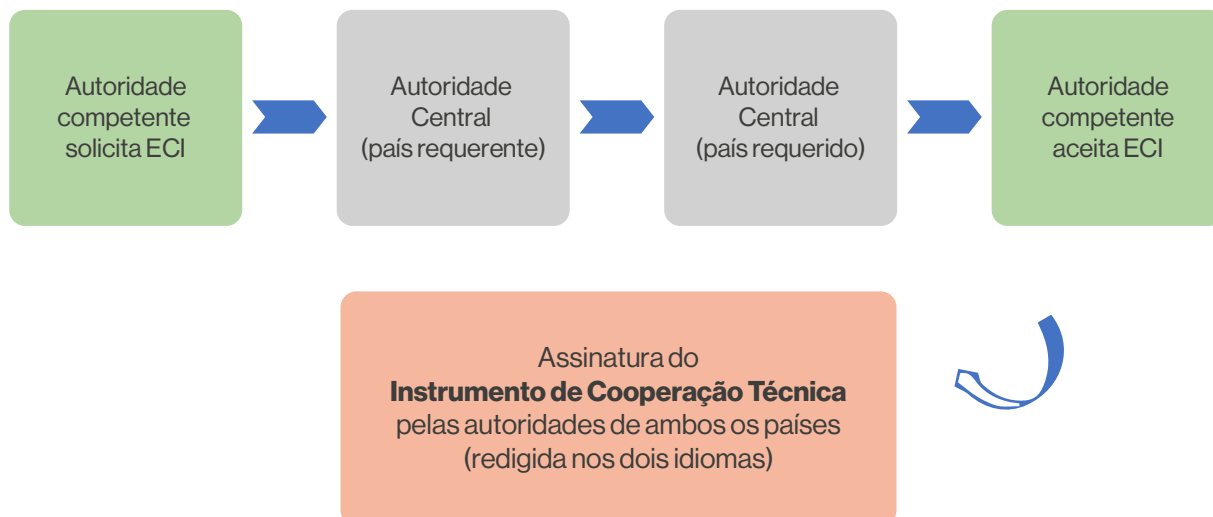 Autoridade
competente
solicita ECI
Autoridade
Central
(país requerente)
Autoridade
Central
(país requerido)
Autoridade
competente
aceita ECI
Assinatura do
Instrumento de Cooperação Técnica
pelas autoridades de ambos os países
(redigida nos dois idiomas)